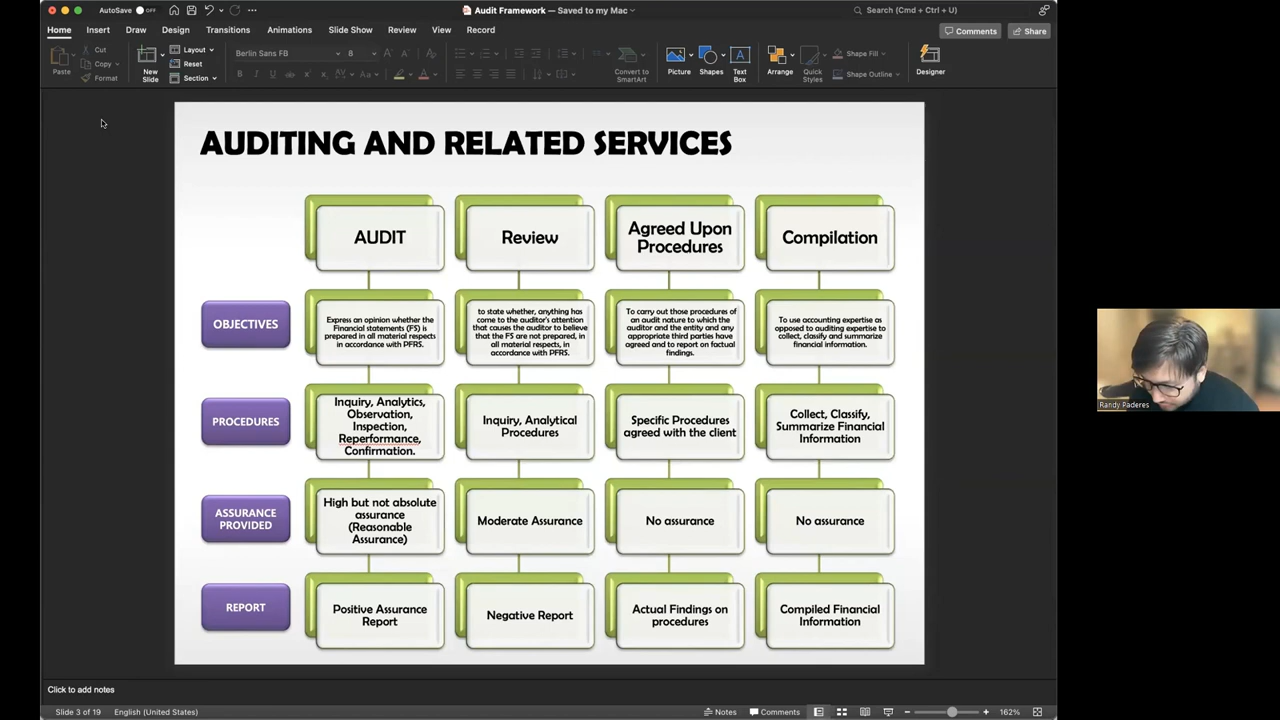 AutoSave OFF
Audit Framework — Saved to my Mac
Search (Cmd + Ctrl + U)
Home Insert Draw Design Transitions Animations Slide Show Review View Record
Comments Share
Paste
Cut
Copy
Format
New
Slide
Layout
Reset
Section
Berlin Sans FB
8
Convert to
SmartArt
Picture
Shapes
Text
Box
Arrange
Quick
Styles
Shape Fill
Shape Outline
Designer
AUDITING AND RELATED SERVICES
AUDIT
Review
Agreed Upon
Procedures
Compilation
OBJECTIVES
Express an opinion whether the
Financial statements (FS) is
prepared in all material respects
in accordance with PFRS.
to state whether, anything has
come to the auditor's attention
that causes the auditor to believe
that the FS are not prepared, in
all material respects, in
accordance with PFRS.
To carry out those procedures of
an audit nature to which the
auditor and the entity and any
appropriate third parties have
agreed and to report on factual
findings.
To use accounting expertise as
opposed to auditing expertise to
collect, classify and summarize
financial information.
PROCEDURES
Inquiry, Analytics,
Observation,
Inspection,
Reperformance,
Confirmation.
Inquiry, Analytical
Procedures
Specific Procedures
agreed with the client
Collect, Classify,
Summarize Financial
Information
ASSURANCE
PROVIDED
High but not absolute
assurance
(Reasonable
Assurance)
Moderate Assurance
No assurance
No assurance
REPORT
Positive Assurance
Report
Negative Report
Actual Findings on
procedures
Compiled Financial
Information
Randy Paderes
Click to add notes
Slide 3 of 19 English (United States)
Notes Comments 162%